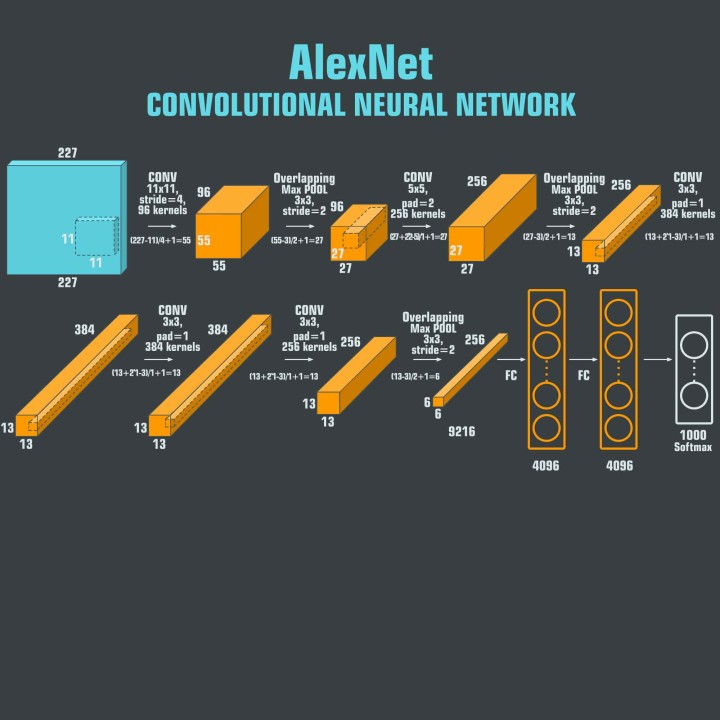 AlexNet
CONVOLUTIONAL NEURAL NETWORK
227
11
11
227
CONV
11x11,
stride=4,
96 kernels
(227-11)/4+1=55
96
55
55
Overlapping
Max POOL
3x3,
stride=2
(55-3)/2+1=27
96
27
27
CONV
5x5,
pad=2
256 kernels
(27+2*2-5)/1+1=27
256
27
27
Overlapping
Max POOL
3x3,
stride=2
(27-3)/2+1=13
256
13
13
CONV
3x3,
pad=1
384 kernels
(13+2*1-3)/1+1=13
384
13
13
CONV
3x3,
pad=1
384 kernels
(13+2*1-3)/1+1=13
384
13
13
CONV
3x3,
pad=1
256 kernels
(13+2*1-3)/1+1=13
256
13
13
Overlapping
Max POOL
3x3,
stride=2
(13-3)/2+1=6
256
6
6
9216
FC
4096
FC
4096
1000
Softmax